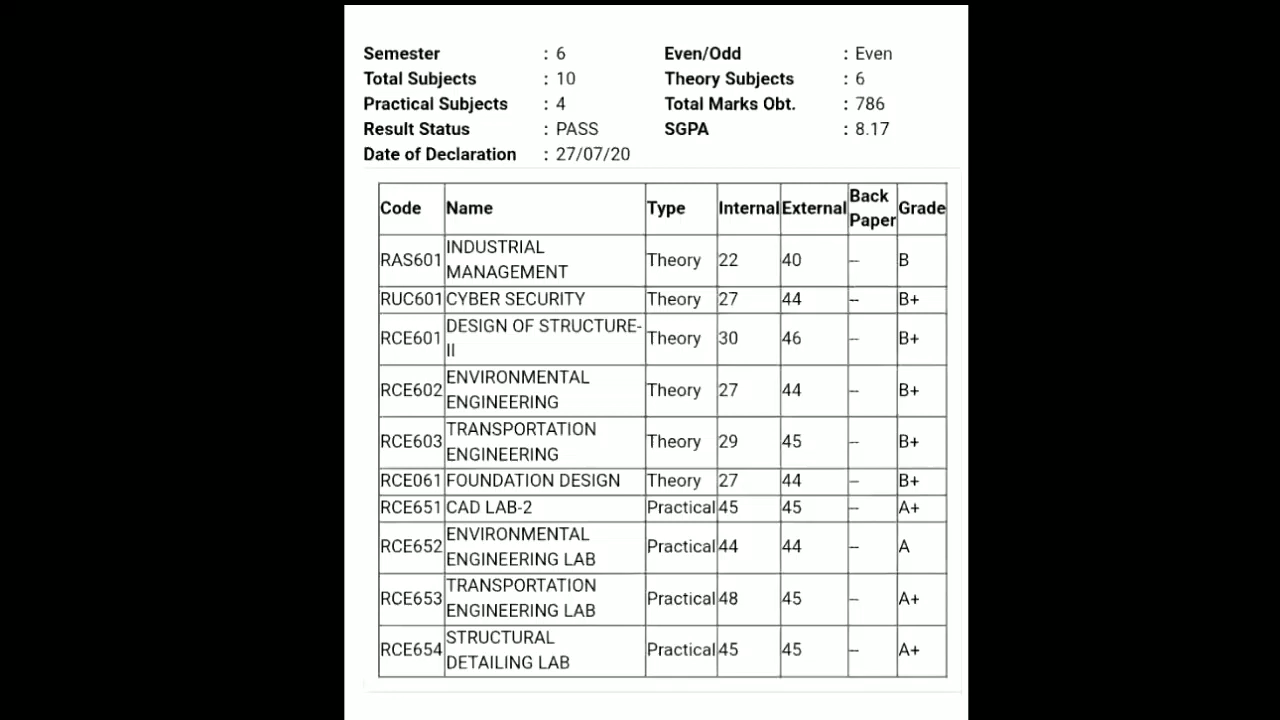 Semester : 6 Even/Odd : Even
Total Subjects : 10 Theory Subjects : 6
Practical Subjects : 4 Total Marks Obt. : 786
Result Status : PASS SGPA : 8.17
Date of Declaration : 27/07/20
Code Name Type Internal External Back Paper Grade
RAS601 INDUSTRIAL MANAGEMENT Theory 22 40 -- B
RUC601 CYBER SECURITY Theory 27 44 -- B+
RCE601 DESIGN OF STRUCTURE-II Theory 30 46 -- B+
RCE602 ENVIRONMENTAL ENGINEERING Theory 27 44 -- B+
RCE603 TRANSPORTATION ENGINEERING Theory 29 45 -- B+
RCE061 FOUNDATION DESIGN Theory 27 44 -- B+
RCE651 CAD LAB-2 Practical 45 45 -- A+
RCE652 ENVIRONMENTAL ENGINEERING LAB Practical 44 44 -- A
RCE653 TRANSPORTATION ENGINEERING LAB Practical 48 45 -- A+
RCE654 STRUCTURAL DETAILING LAB Practical 45 45 -- A+